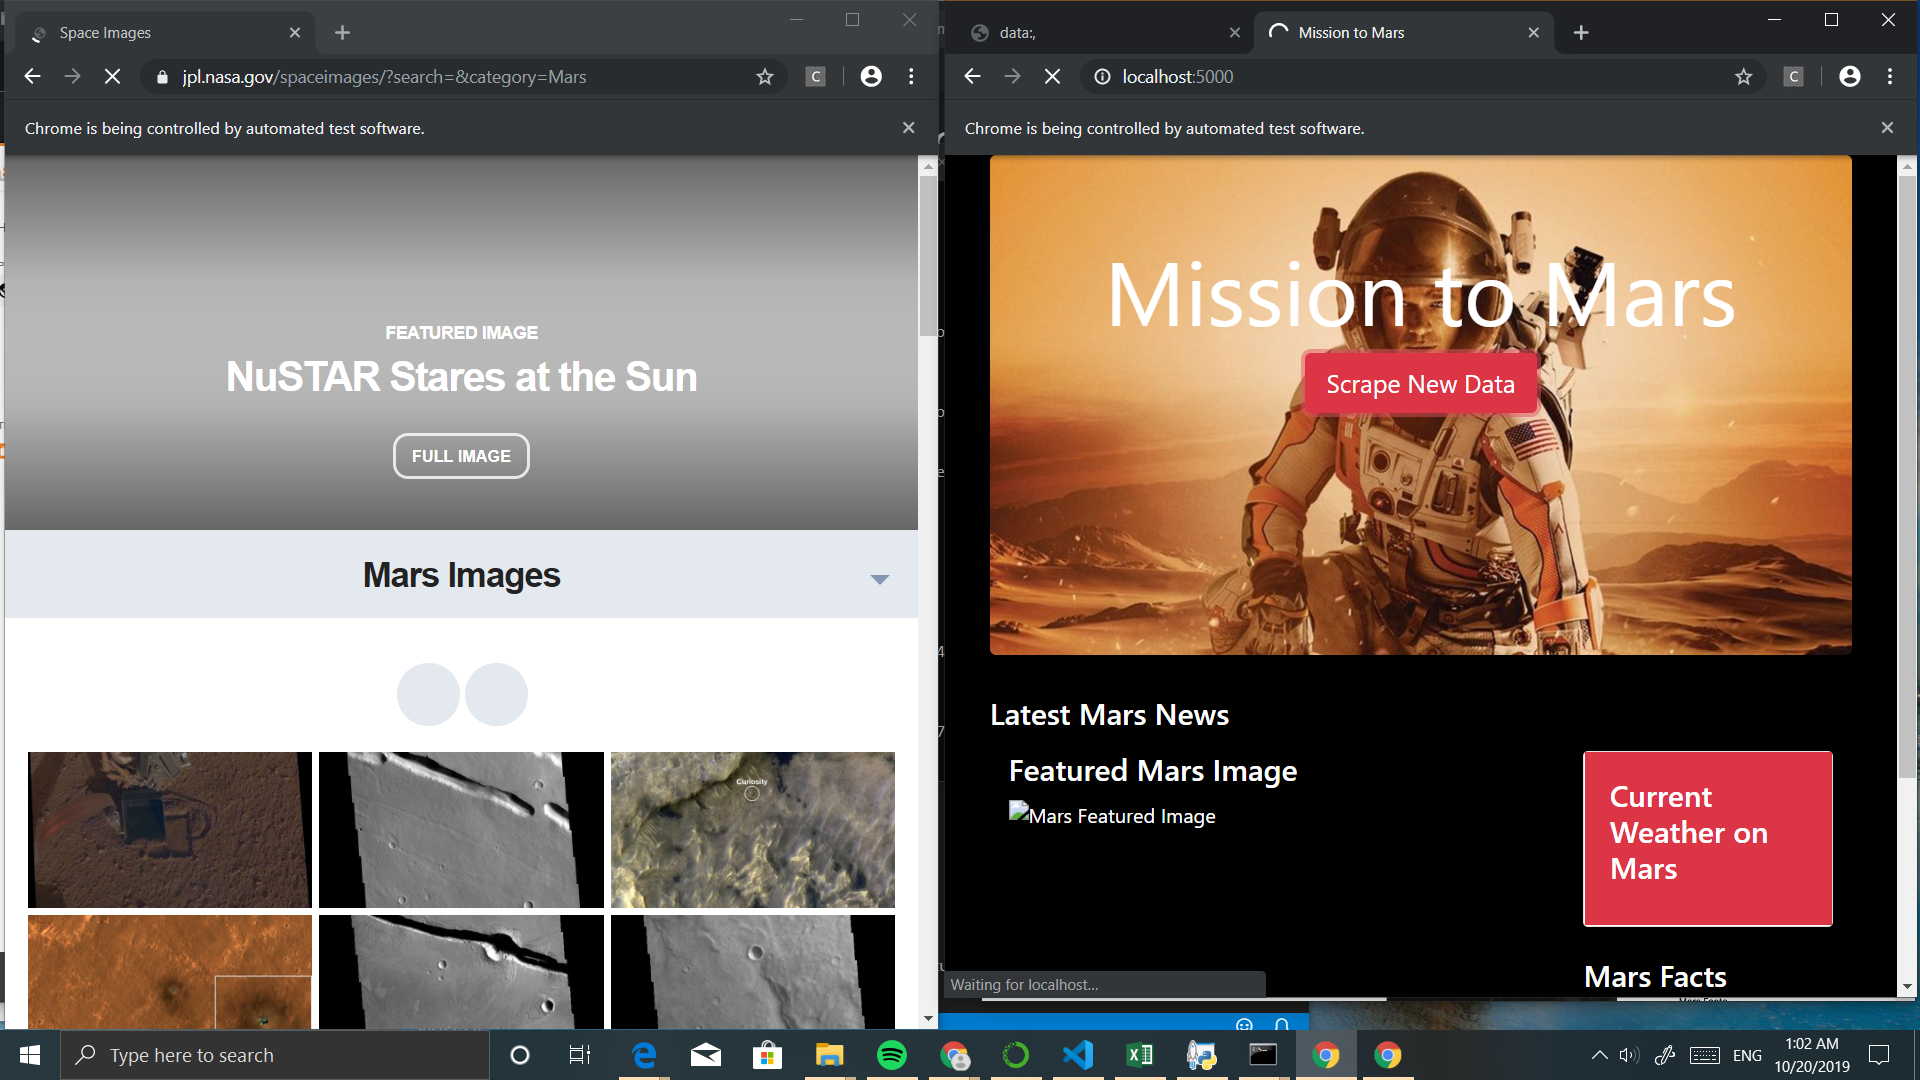 Space Images
jpl.nasa.gov/spaceimages/?search=&category=Mars
C
Chrome is being controlled by automated test software.
FEATURED IMAGE
NuSTAR Stares at the Sun
FULL IMAGE
Mars Images
Curiosity
data:,
Mission to Mars
localhost:5000
C
Chrome is being controlled by automated test software.
Mission to Mars
Scrape New Data
Latest Mars News
Featured Mars Image
Mars Featured Image
Current
Weather on
Mars
Mars Facts
Waiting for localhost...
Type here to search
ENG
1:02 AM
10/20/2019